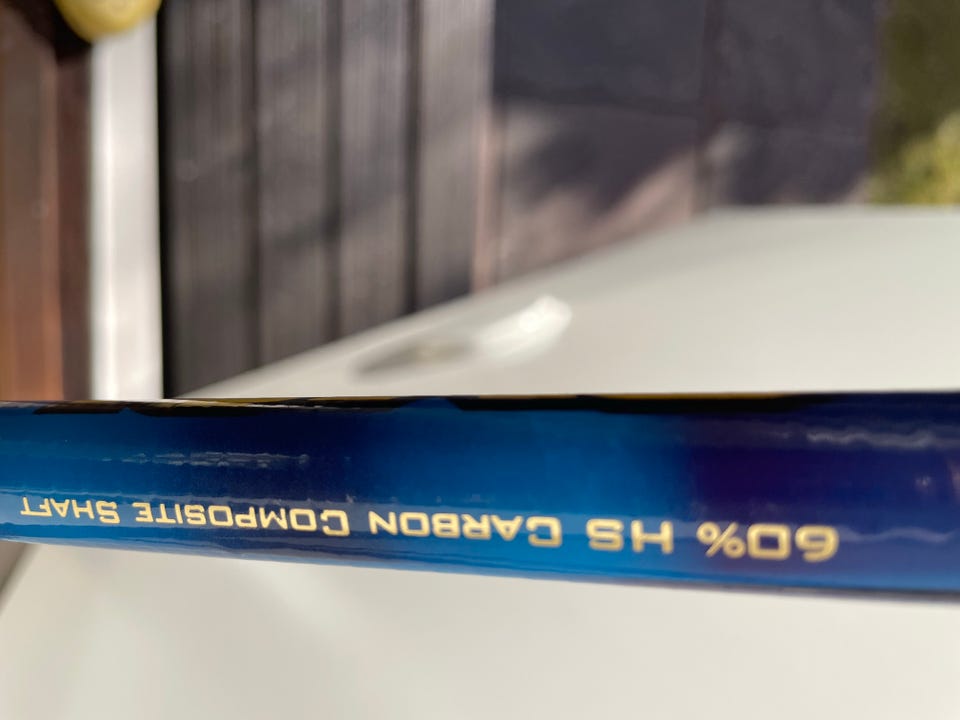 60% HS CARBON COMPOSITE SHAFT